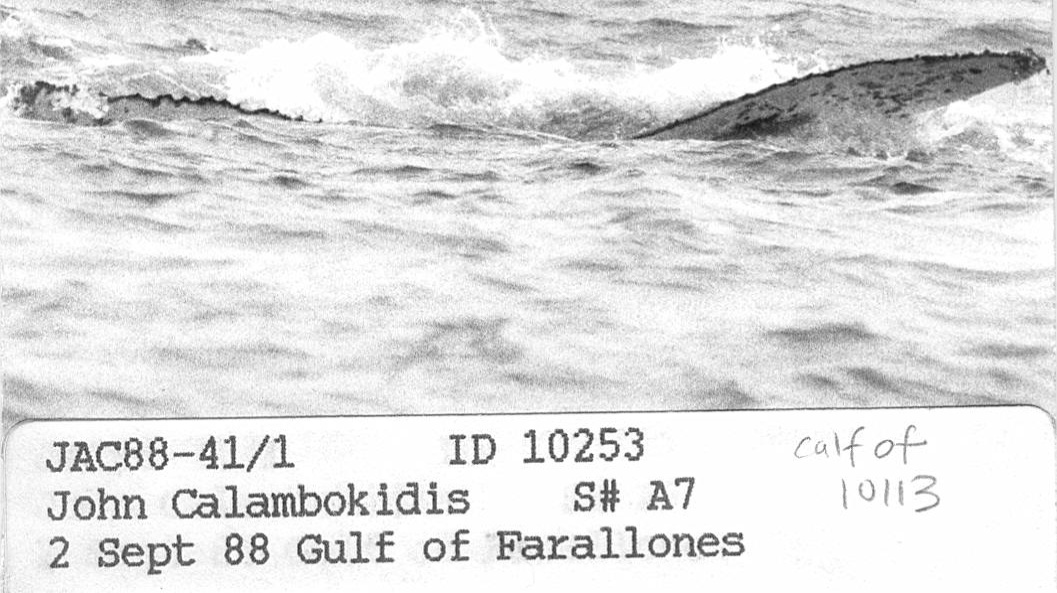 JAC88-41/1 ID 10253
John Calambokidis S# A7
2 Sept 88 Gulf of Farallones
calf of
10113